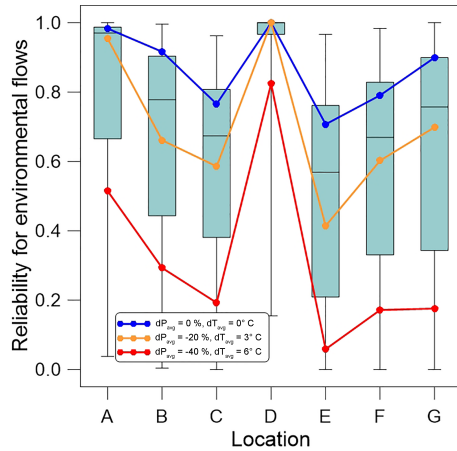 Reliability for environmental flows
1.0
0.8
0.6
0.4
0.2
0.0
dPavg = 0 %, dTavg = 0° C
dPavg = -20 %, dTavg = 3° C
dPavg = -40 %, dTavg = 6° C
A B C D E F G
Location